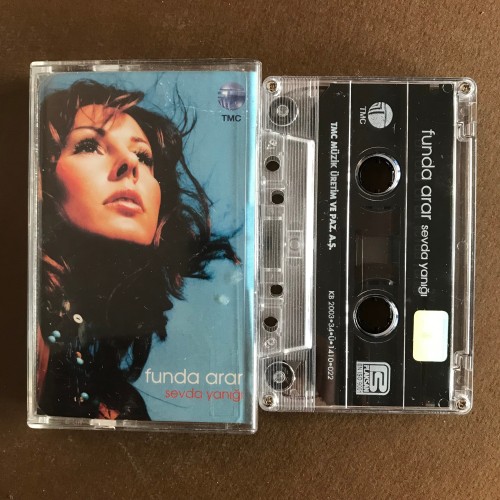 TMC
funda arar
sevda yanığı
TMC
funda arar sevda yanığı
TMC MÜZİK ÜRETİM VE PAZ. A.Ş.
KB 2003•34•Ü•1410•022